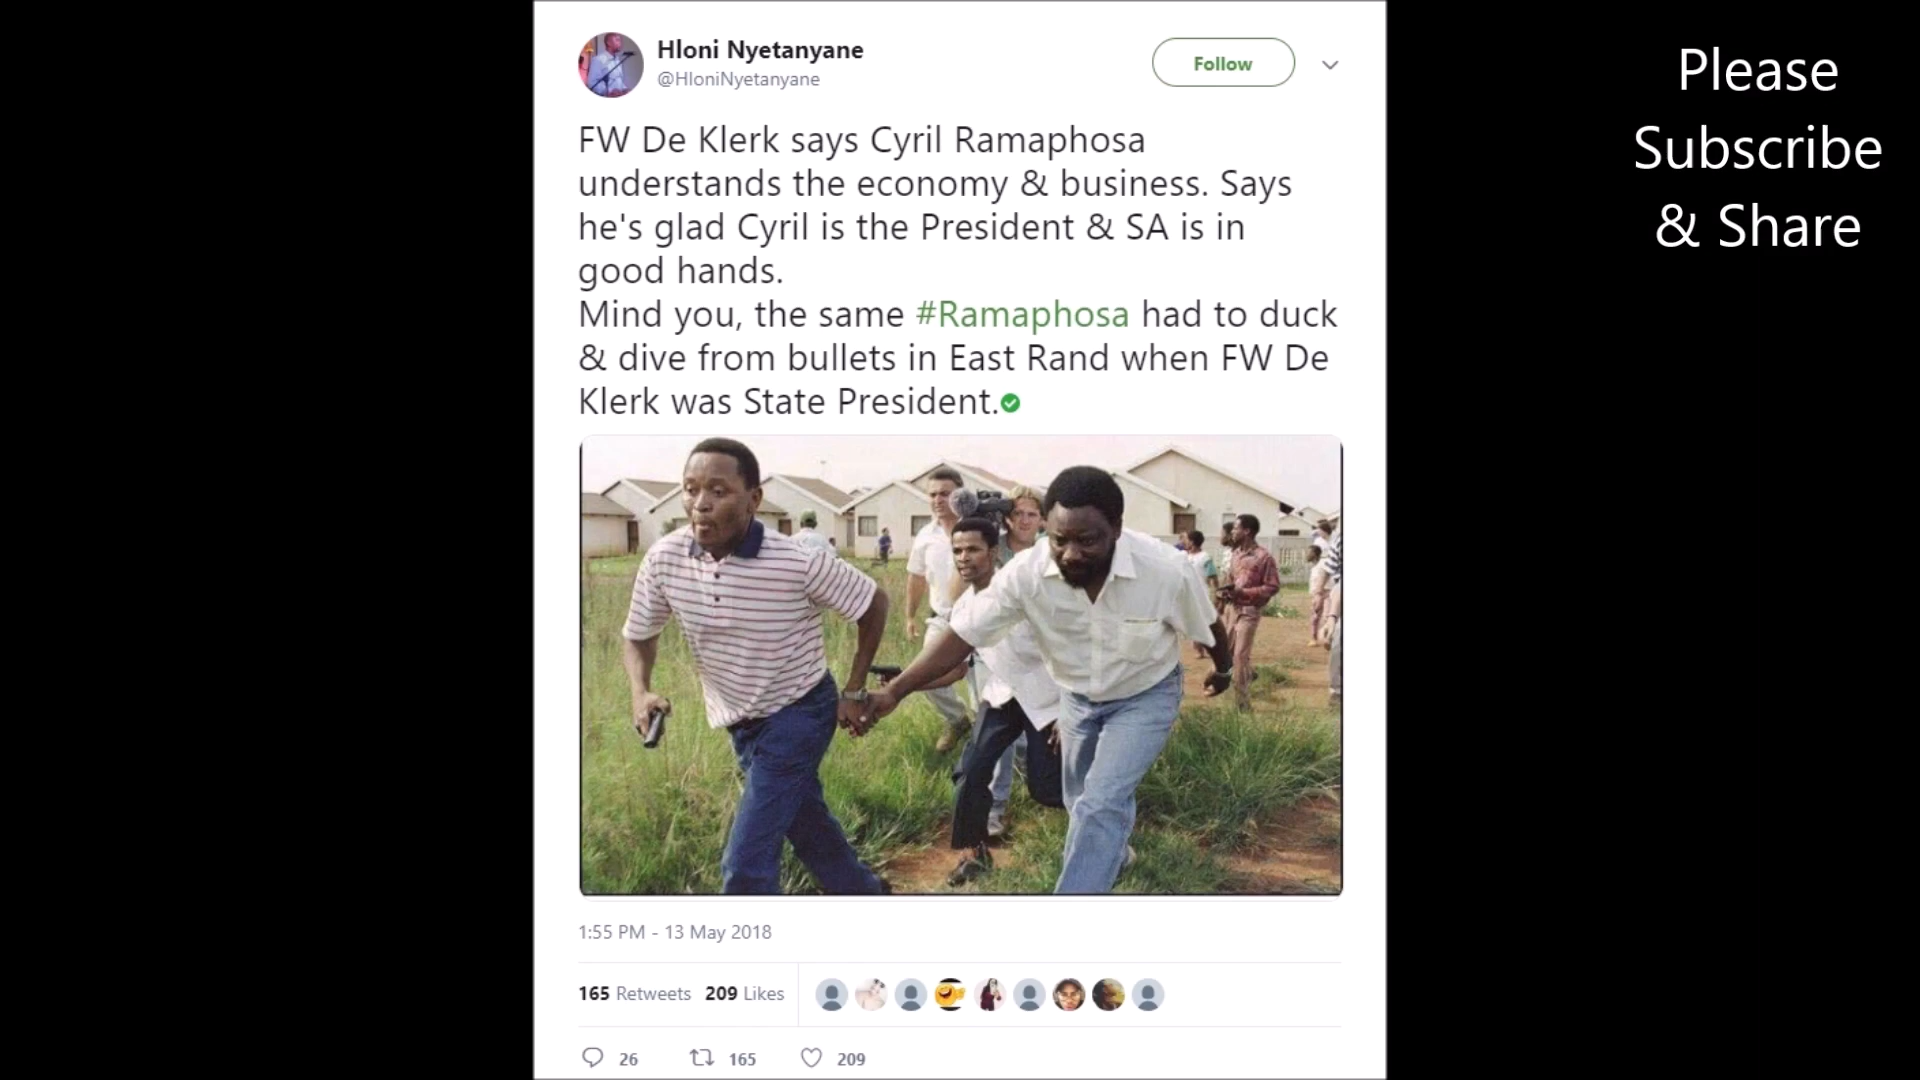 Hloni Nyetanyane
@HloniNyetanyane
Follow
FW De Klerk says Cyril Ramaphosa
understands the economy & business. Says
he's glad Cyril is the President & SA is in
good hands.
Mind you, the same #Ramaphosa had to duck
& dive from bullets in East Rand when FW De
Klerk was State President.
1:55 PM - 13 May 2018
165 Retweets 209 Likes
26 165 209
Please
Subscribe
& Share